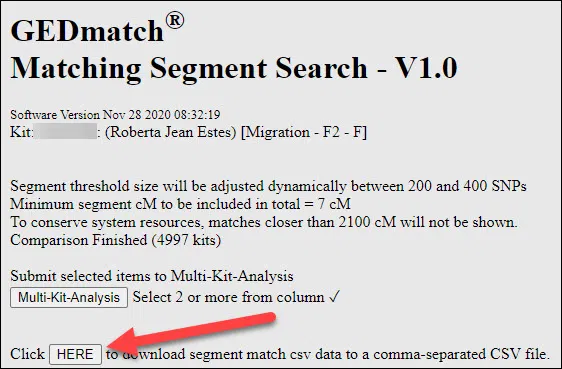 GEDmatch®
Matching Segment Search - V1.0
Software Version Nov 28 2020 08:32:19
Kit: : (Roberta Jean Estes) [Migration - F2 - F]
Segment threshold size will be adjusted dynamically between 200 and 400 SNPs
Minimum segment cM to be included in total = 7 cM
To conserve system resources, matches closer than 2100 cM will not be shown.
Comparison Finished (4997 kits)
Submit selected items to Multi-Kit-Analysis
Multi-Kit-Analysis Select 2 or more from column ✓
Click HERE to download segment match csv data to a comma-separated CSV file.